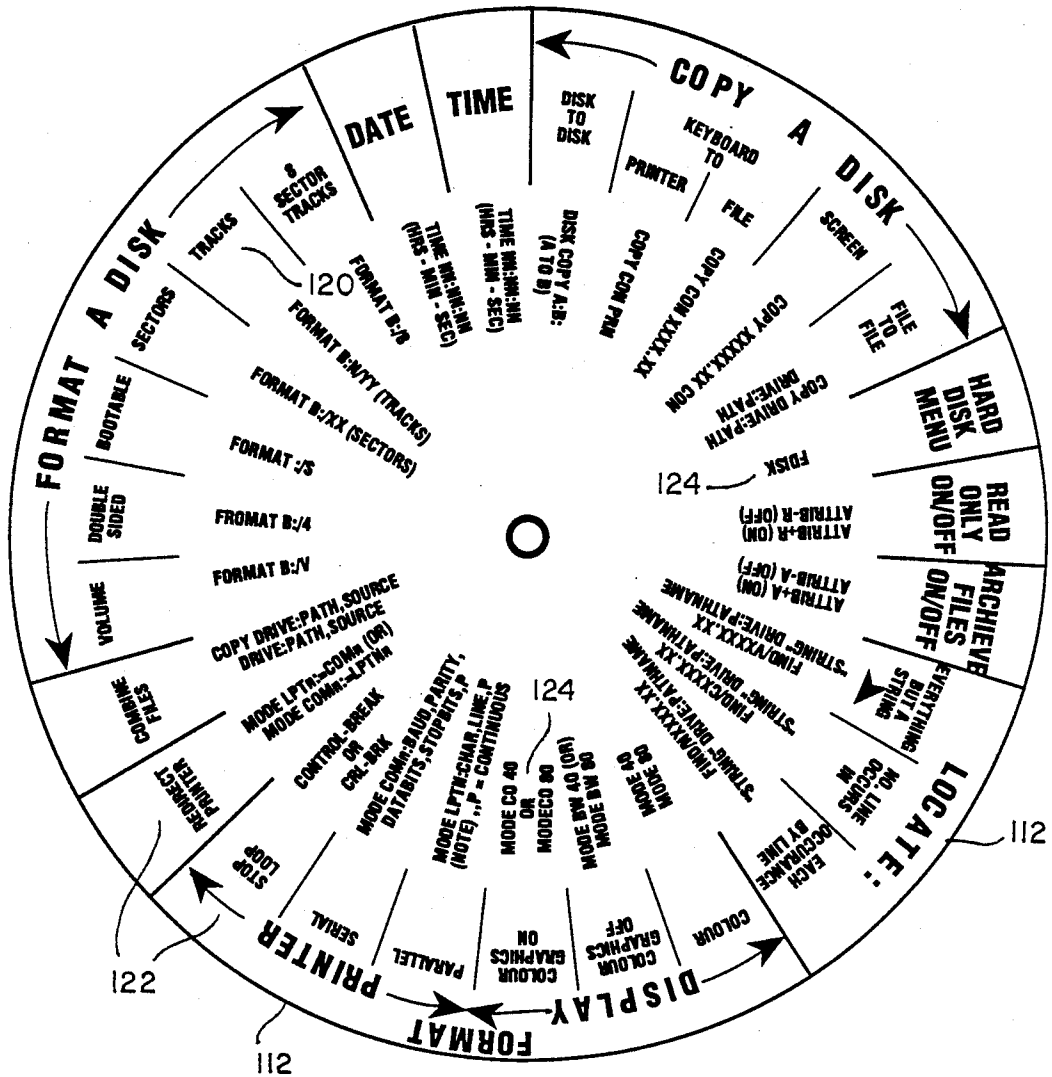 COPY A DISK
DISK
TO
DISK
KEYBOARD
TO
PRINTER
FILE
SCREEN
FILE
TO
FILE
DISK COPY A:B:
(A TO B)
COPY CON PRN
COPY CON XXXX.XX
COPY XXXXX.XX CON
COPY DRIVE:PATH
DRIVE:PATH
HARD
DISK
MENU
FDISK
124
READ
ONLY
ON/OFF
ATTRIB+R (ON)
ATTRIB-R (OFF)
ARCHIEVE
FILES
ON/OFF
ATTRIB+A (ON)
ATTRIB-A (OFF)
LOCATE:
EVERYTHING
BUT A
STRING
FIND/VXXXX.XX
"STRING" DRIVE:PATHNAME
NO. LINE
OCCURS
IN
FIND/CXXXX.XX
"STRING" DRIVE:PATHNAME
EACH
OCCURANCE
BY LINE
FIND/NXXXX.XX
"STRING" DRIVE:PATHNAME
112
FORMAT
DISPLAY
COLOUR
MODE 40
MODE 80
COLOUR
GRAPHICS
OFF
MODE BW 40 (OR)
MODE BW 80
COLOUR
GRAPHICS
ON
124
MODE CO 40
OR
MODECO 80
PRINTER
PARALLEL
MODE LPTN:CHAR.LINE,P
(NOTE) ,,P = CONTINUOUS
SERIAL
MODE COMn:BAUD,PARITY,
DATABITS,STOPBITS,P
STOP
LOOP
CONTROL-BREAK
OR
CRL-BRK
112
122
REDIRECT
PRINTER
MODE LPTn:=COMn (OR)
MODE COMn:=LPTNn
COMBINE
FILES
COPY DRIVE:PATH,SOURCE
DRIVE:PATH,SOURCE
FORMAT A DISK
VOLUME
FORMAT B:/V
DOUBLE
SIDED
FROMAT B:/4
BOOTABLE
FORMAT :/S
SECTORS
FORMAT B:/XX (SECTORS)
TRACKS
120
FORMAT B:N/YY (TRACKS)
8
SECTOR
TRACKS
FORMAT B:/8
DATE
TIME NN:NN:NN
(HRS - MIN - SEC)
TIME
TIME NN:NN:NN
(HRS - MIN - SEC)